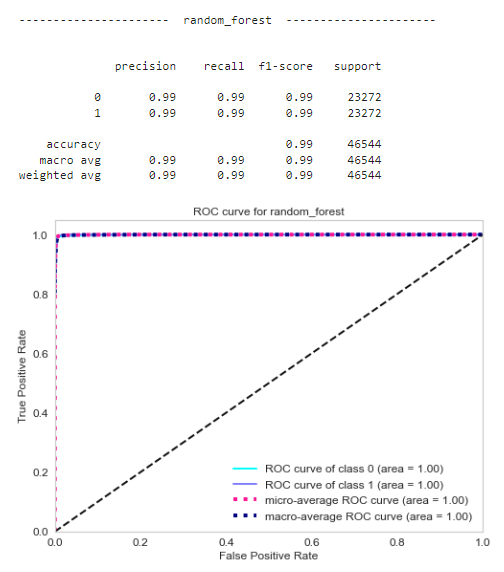 ---------------------- random_forest ----------------------
precision recall f1-score support
0 0.99 0.99 0.99 23272
1 0.99 0.99 0.99 23272
accuracy 0.99 46544
macro avg 0.99 0.99 0.99 46544
weighted avg 0.99 0.99 0.99 46544
ROC curve for random_forest
1.0
0.8
0.6
0.4
0.2
0.0
True Positive Rate
ROC curve of class 0 (area = 1.00)
ROC curve of class 1 (area = 1.00)
micro-average ROC curve (area = 1.00)
macro-average ROC curve (area = 1.00)
0.0 0.2 0.4 0.6 0.8 1.0
False Positive Rate